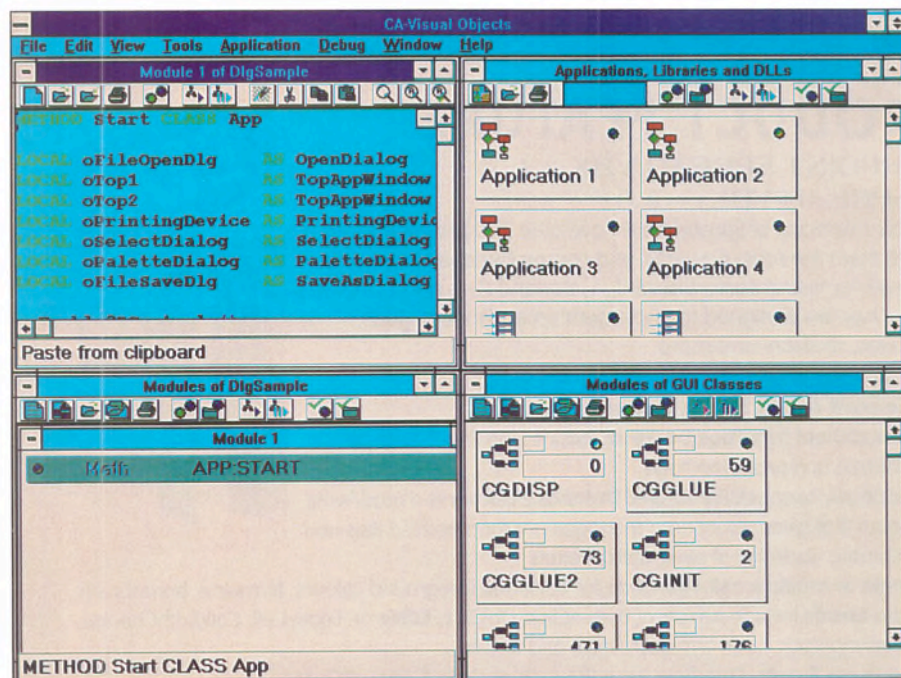 CA-Visual Objects
File Edit View Tools Application Debug Window Help
Module 1 of DlgSample
METHOD Start CLASS App
LOCAL oFileOpenDlg AS OpenDialog
LOCAL oTop1 AS TopAppWindow
LOCAL oTop2 AS TopAppWindow
LOCAL oPrintingDevice AS PrintingDevic
LOCAL oSelectDialog AS SelectDialog
LOCAL oPaletteDialog AS PaletteDialog
LOCAL oFileSaveDlg AS SaveAsDialog
Paste from clipboard
Applications, Libraries and DLLs
Application 1
Application 2
Application 3
Application 4
Modules of DlgSample
Module 1
Meth APP:START
METHOD Start CLASS App
Modules of GUI Classes
0
CGDISP
59
CGGLUE
73
CGGLUE2
2
CGINIT
471
176